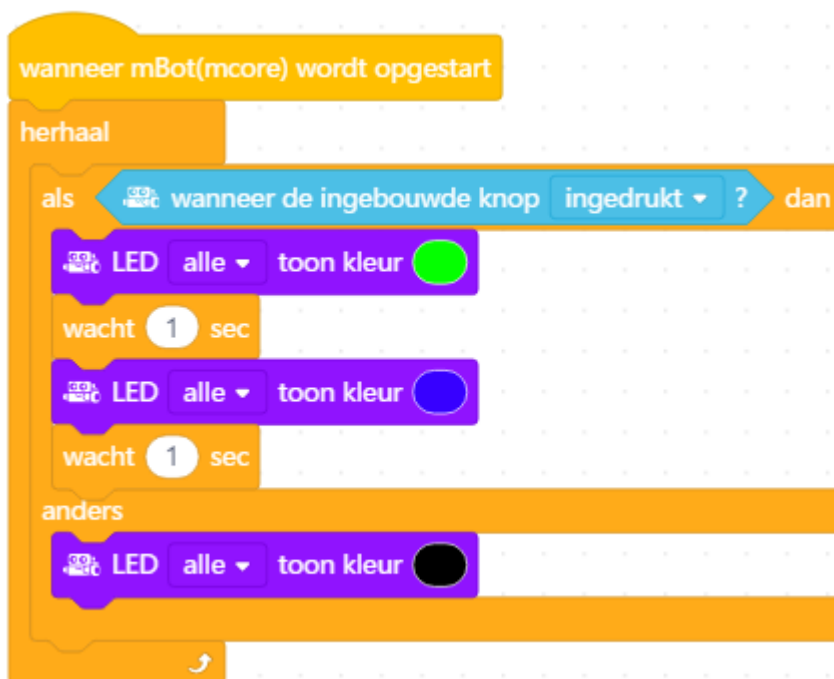 wanneer mBot(mcore) wordt opgestart
herhaal
als wanneer de ingebouwde knop ingedrukt ? dan
LED alle toon kleur
wacht 1 sec
LED alle toon kleur
wacht 1 sec
anders
LED alle toon kleur